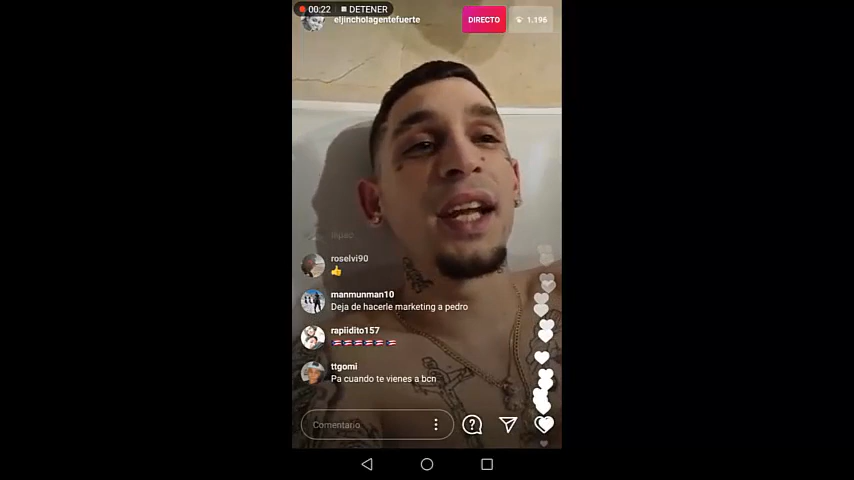 00:22 DETENER
eljincholagentefuerte
DIRECTO
1.196
roselvi90
👍
manmunman10
Deja de hacerle marketing a pedro
rapiidito157
🇵🇷🇵🇷🇵🇷🇵🇷🇵🇷🇵🇷
ttgomi
Pa cuando te vienes a bcn
Comentario